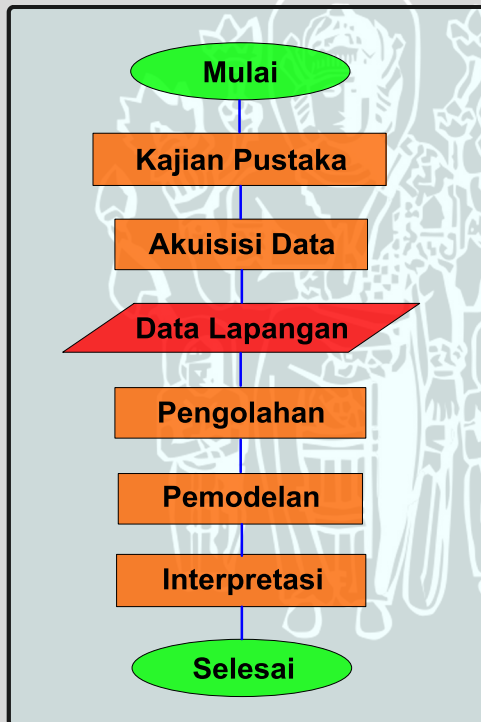 Mulai
Kajian Pustaka
Akuisisi Data
Data Lapangan
Pengolahan
Pemodelan
Interpretasi
Selesai